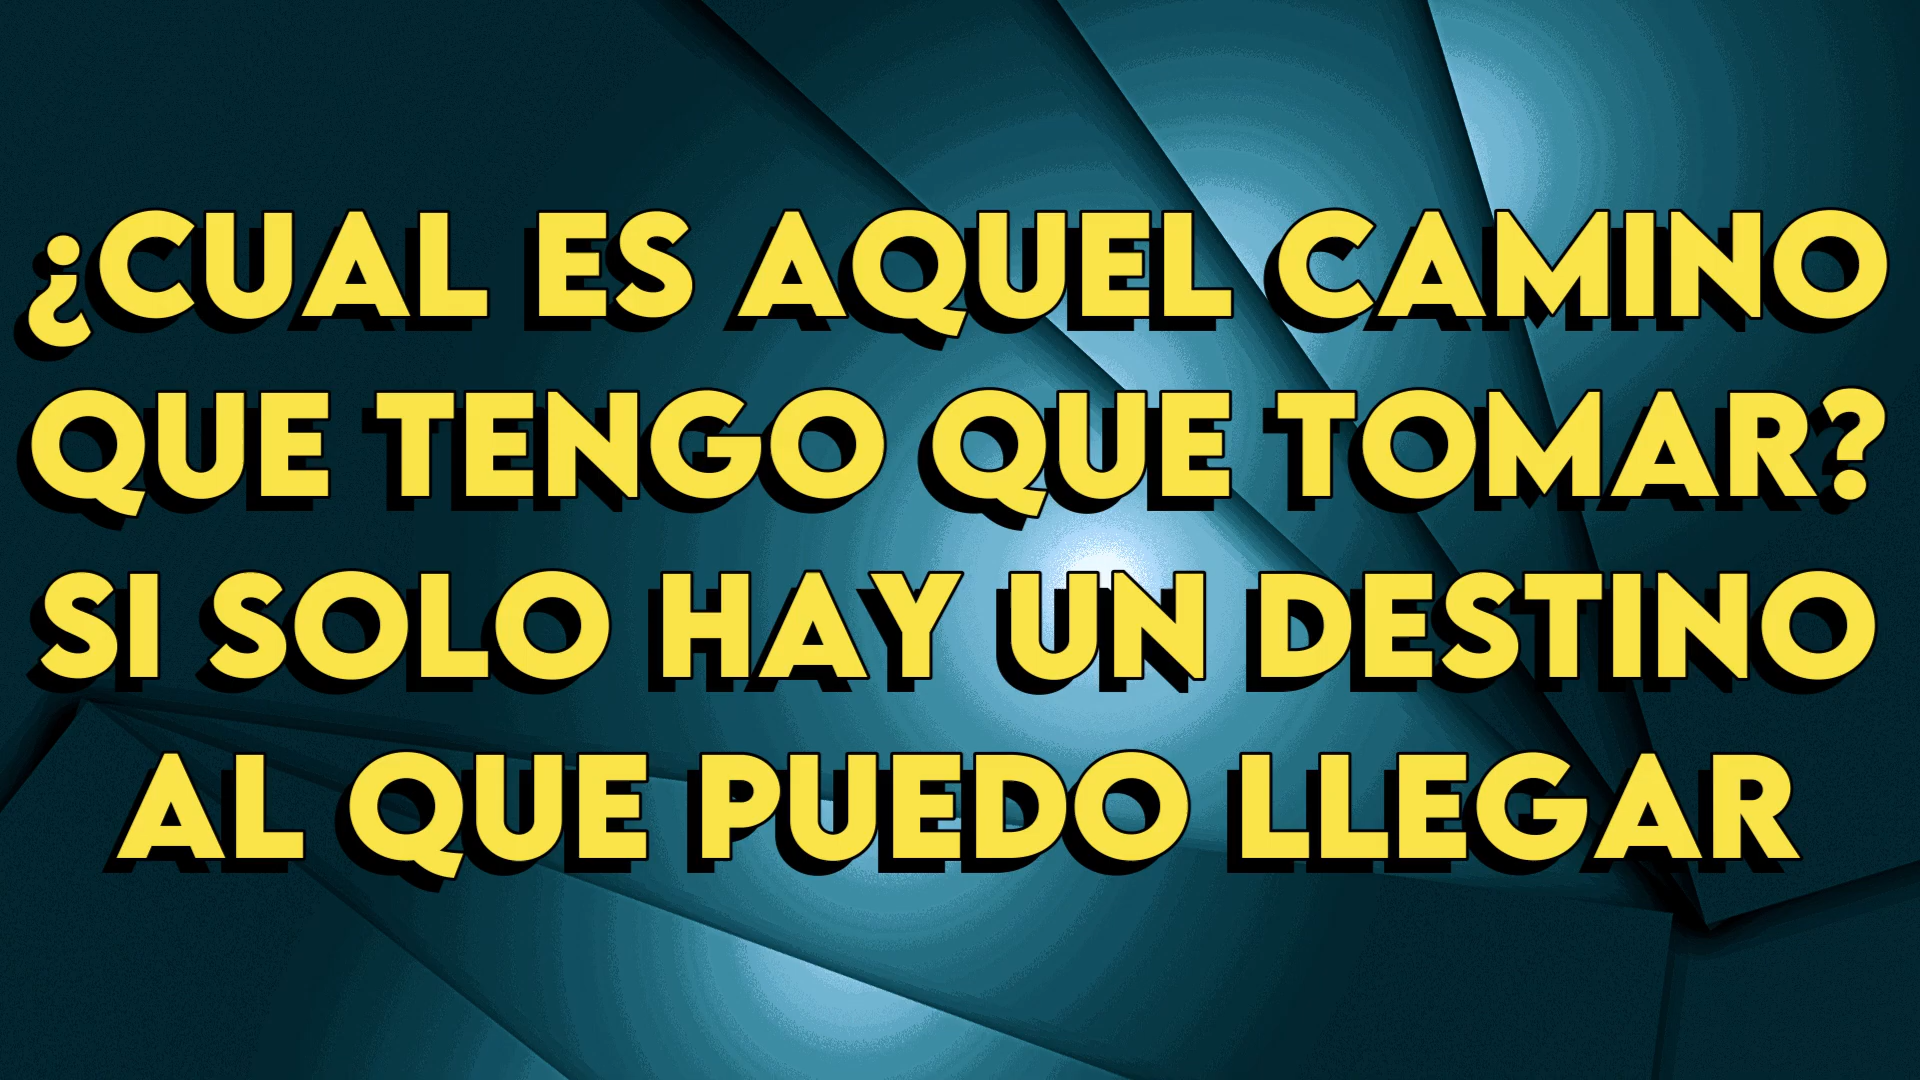 ¿CUAL ES AQUEL CAMINO
QUE TENGO QUE TOMAR?
SI SOLO HAY UN DESTINO
AL QUE PUEDO LLEGAR